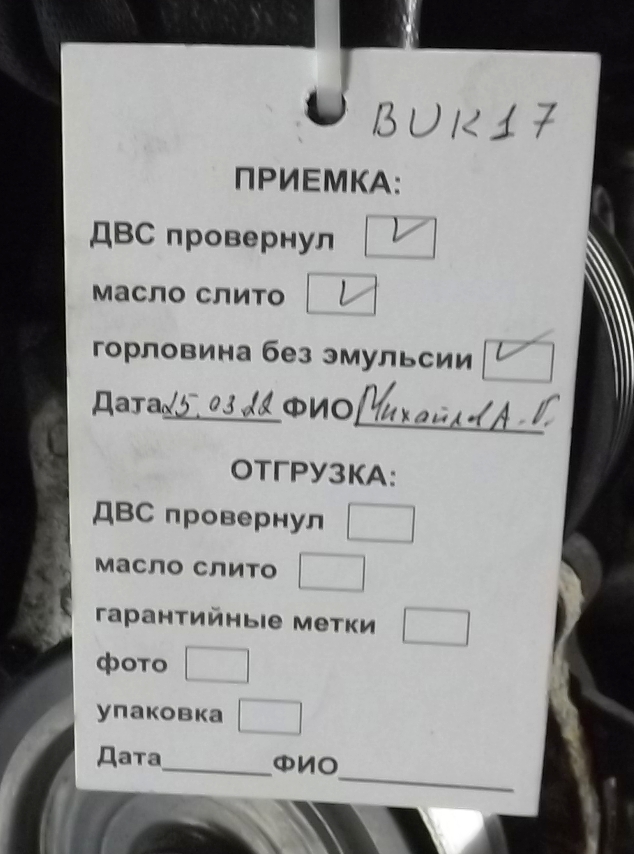 BUK17
ПРИЕМКА:
ДВС провернул
масло слито
горловина без эмульсии
Дата 25.03.22 ФИО Михайлов А.Г.
ОТГРУЗКА:
ДВС провернул
масло слито
гарантийные метки
фото
упаковка
Дата ФИО